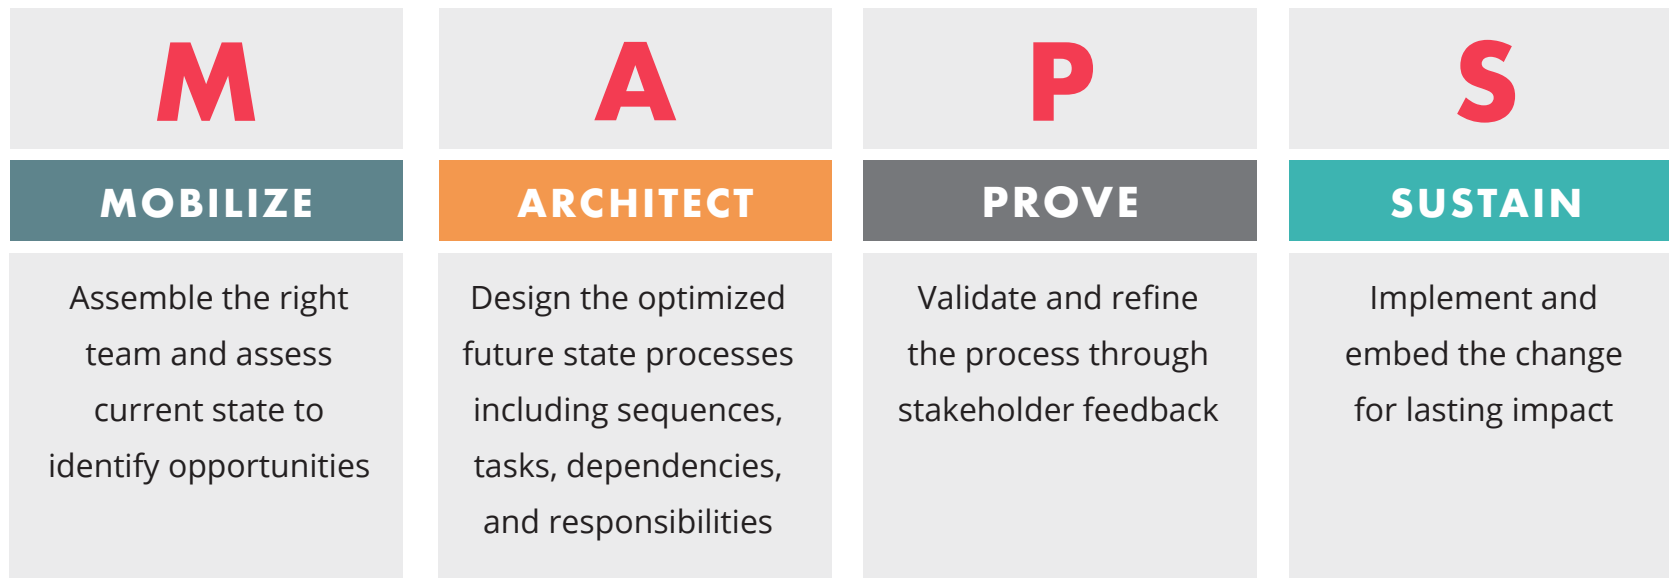 M
MOBILIZE
Assemble the right
team and assess
current state to
identify opportunities
A
ARCHITECT
Design the optimized
future state processes
including sequences,
tasks, dependencies,
and responsibilities
P
PROVE
Validate and refine
the process through
stakeholder feedback
S
SUSTAIN
Implement and
embed the change
for lasting impact